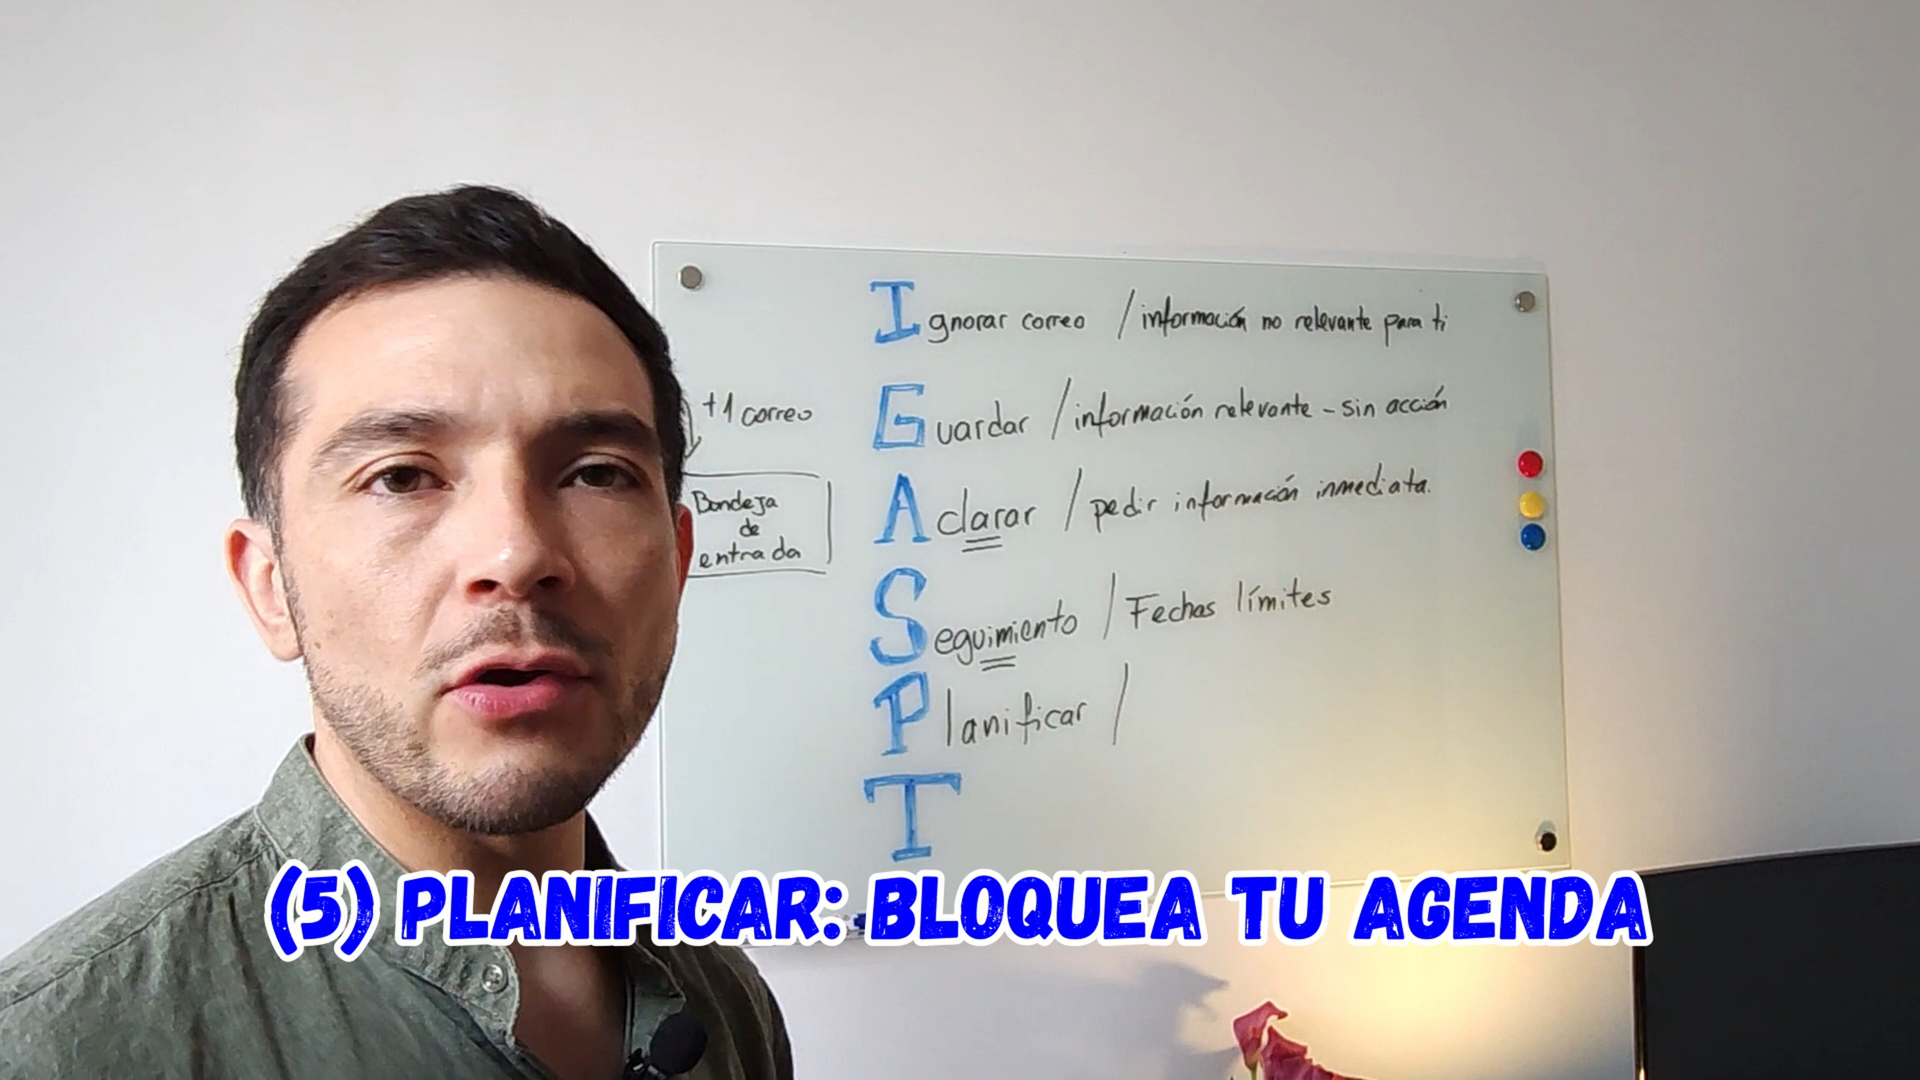 Ignorar correo / información no relevante para ti
+1 correo
Guardar / información relevante - sin acción
Bandeja
de
entrada
Aclarar / pedir información inmediata.
Seguimiento / Fechas límites
Planificar /
T
(5) PLANIFICAR: BLOQUEA TU AGENDA